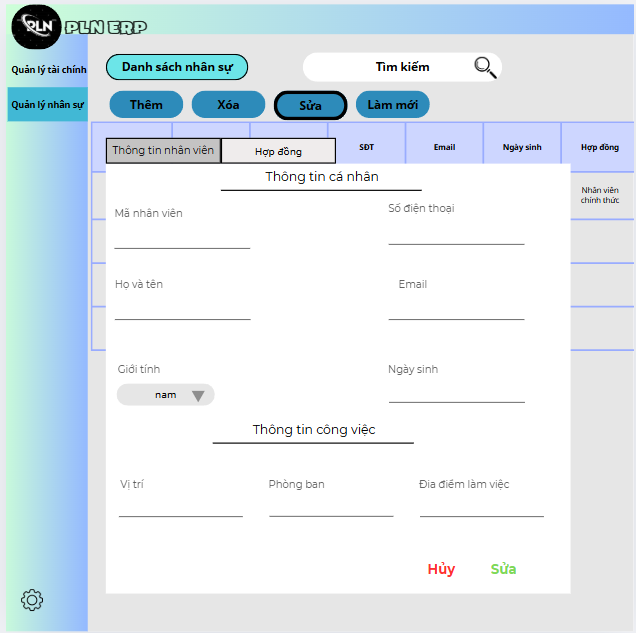 PLN
PLN ERP
Quản lý tài chính
Quản lý nhân sự
Danh sách nhân sự
Tìm kiếm
Thêm
Xóa
Sửa
Làm mới
SĐT
Email
Ngày sinh
Hợp đồng
Thông tin nhân viên
Hợp đồng
Nhân viên
chính thức
Thông tin cá nhân
Mã nhân viên
Số điện thoại
Họ và tên
Email
Giới tính
nam
Ngày sinh
Thông tin công việc
Vị trí
Phòng ban
Đia điểm làm việc
Hủy
Sửa